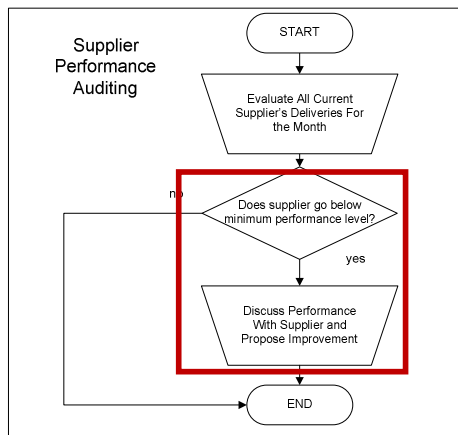 Supplier
Performance
Auditing
START
Evaluate All Current
Supplier's Deliveries For
the Month
no
Does supplier go below
minimum performance level?
yes
Discuss Performance
With Supplier and
Propose Improvement
END